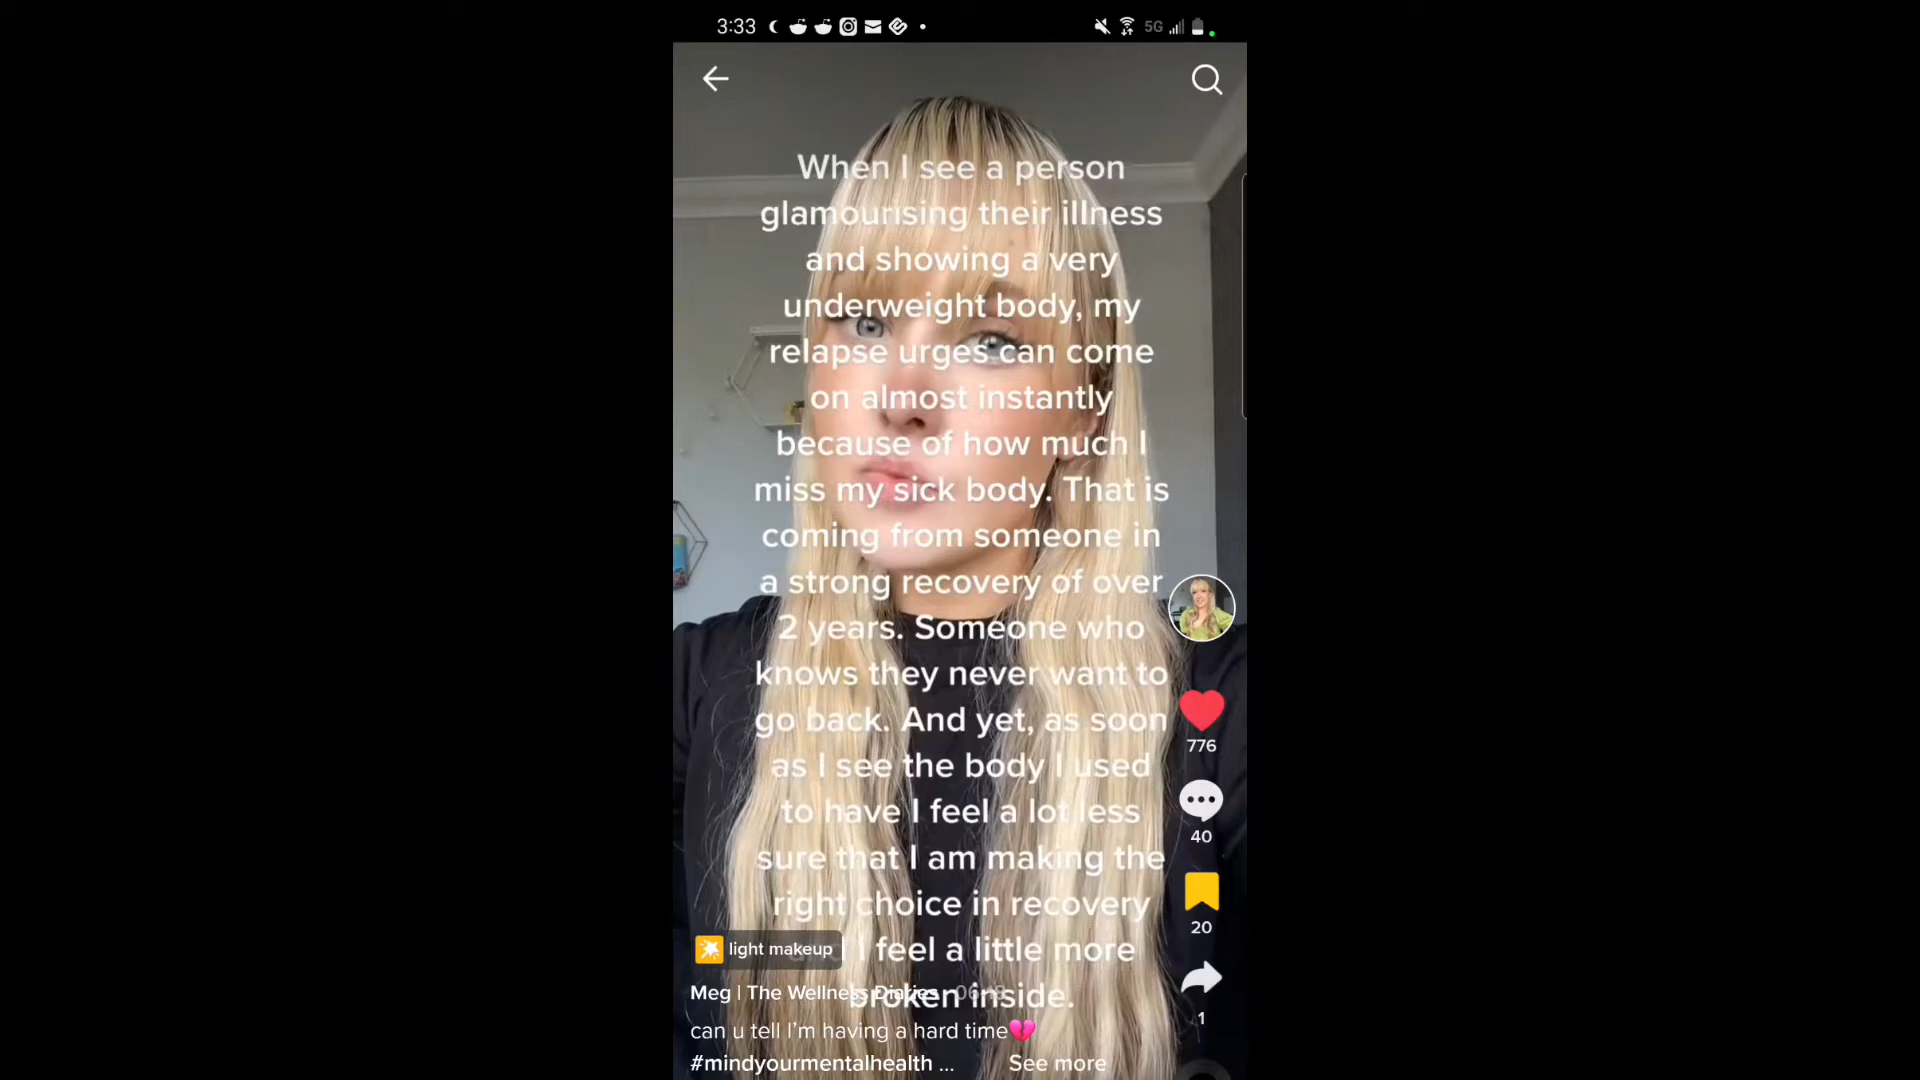 3:33
5G
When I see a person
glamourising their illness
and showing a very
underweight body, my
relapse urges can come
on almost instantly
because of how much I
miss my sick body. That is
coming from someone in
a strong recovery of over
2 years. Someone who
knows they never want to
go back. And yet, as soon
as I see the body I used
to have I feel a lot less
sure that I am making the
right choice in recovery
I feel a little more
broken inside.
776
40
20
1
light makeup
Meg | The Wellness Diaries
can u tell I'm having a hard time💔
#mindyourmentalhealth ... See more